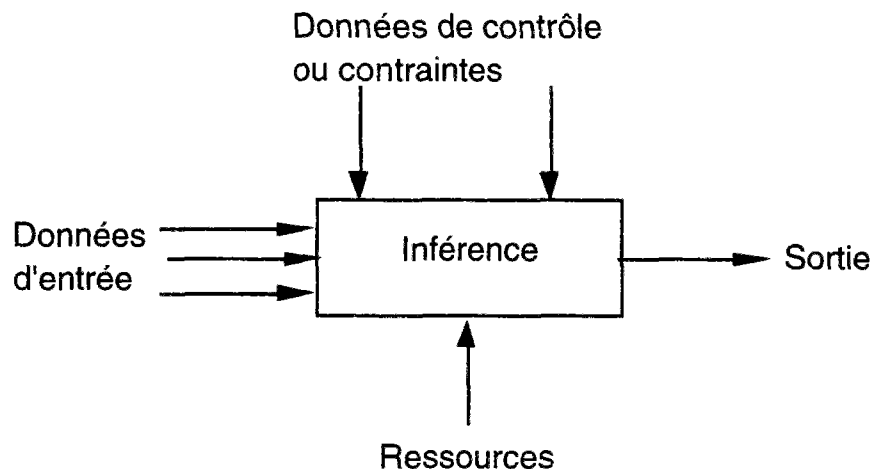 Données de contrôle
ou contraintes
Données
d'entrée
Inférence
Sortie
Ressources